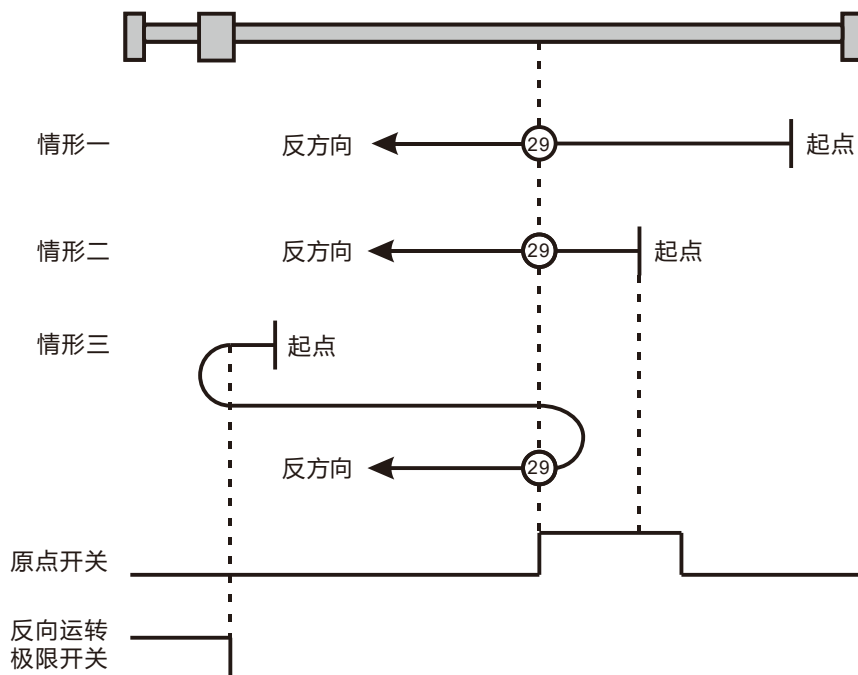 情形一
反方向
29
起点
情形二
反方向
29
起点
情形三
起点
反方向
29
原点开关
反向运转
极限开关